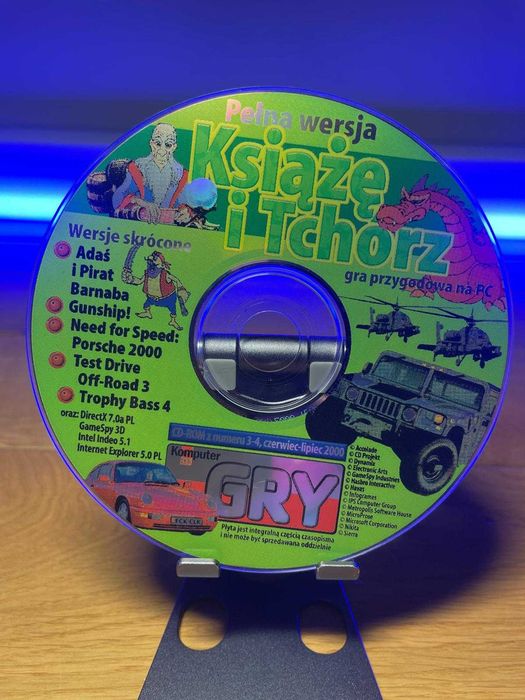 Pełna wersja
Książę
i Tchórz
gra przygodowa na PC
Wersje skrócone
Adaś
i Pirat
Barnaba
Gunship!
Need for Speed:
Porsche 2000
Test Drive
Off-Road 3
Trophy Bass 4
oraz: DirectX 7.0a PL
GameSpy 3D
Intel Indeo 5.1
Internet Explorer 5.0 PL
CD-ROM z numeru 3-4, czerwiec-lipiec 2000
Komputer
GRY
Płyta jest integralną częścią czasopisma
i nie może być sprzedawana oddzielnie
© Accolade
© CD Projekt
© Dynamix
© Electronic Arts
© GameSpy Industries
© Hasbro Interactive
© Havas
© Infogrames
© IPS Computer Group
© Metropolis Software House
© MicroProse
© Microsoft Corporation
© Nikita
© Sierra